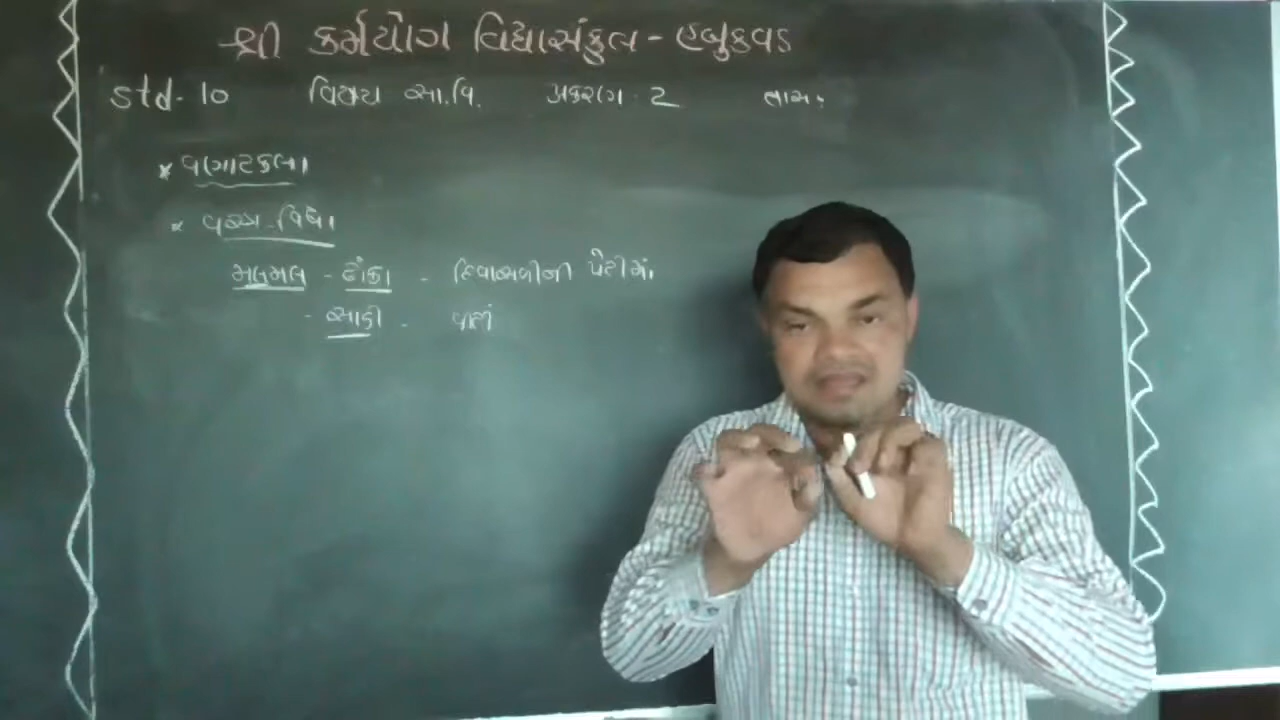 શ્રી કર્મયોગ વિદ્યાસંકુલ - હબુકવડ
Std - 10 વિષય સા.વિ. પ્રકરણ - 2
* વણાટકલા
* વસ્ત્ર-વિદ્યા
મલમલ - ઢાકા - દિવાસળીની પેટીમાં
- સાડી -